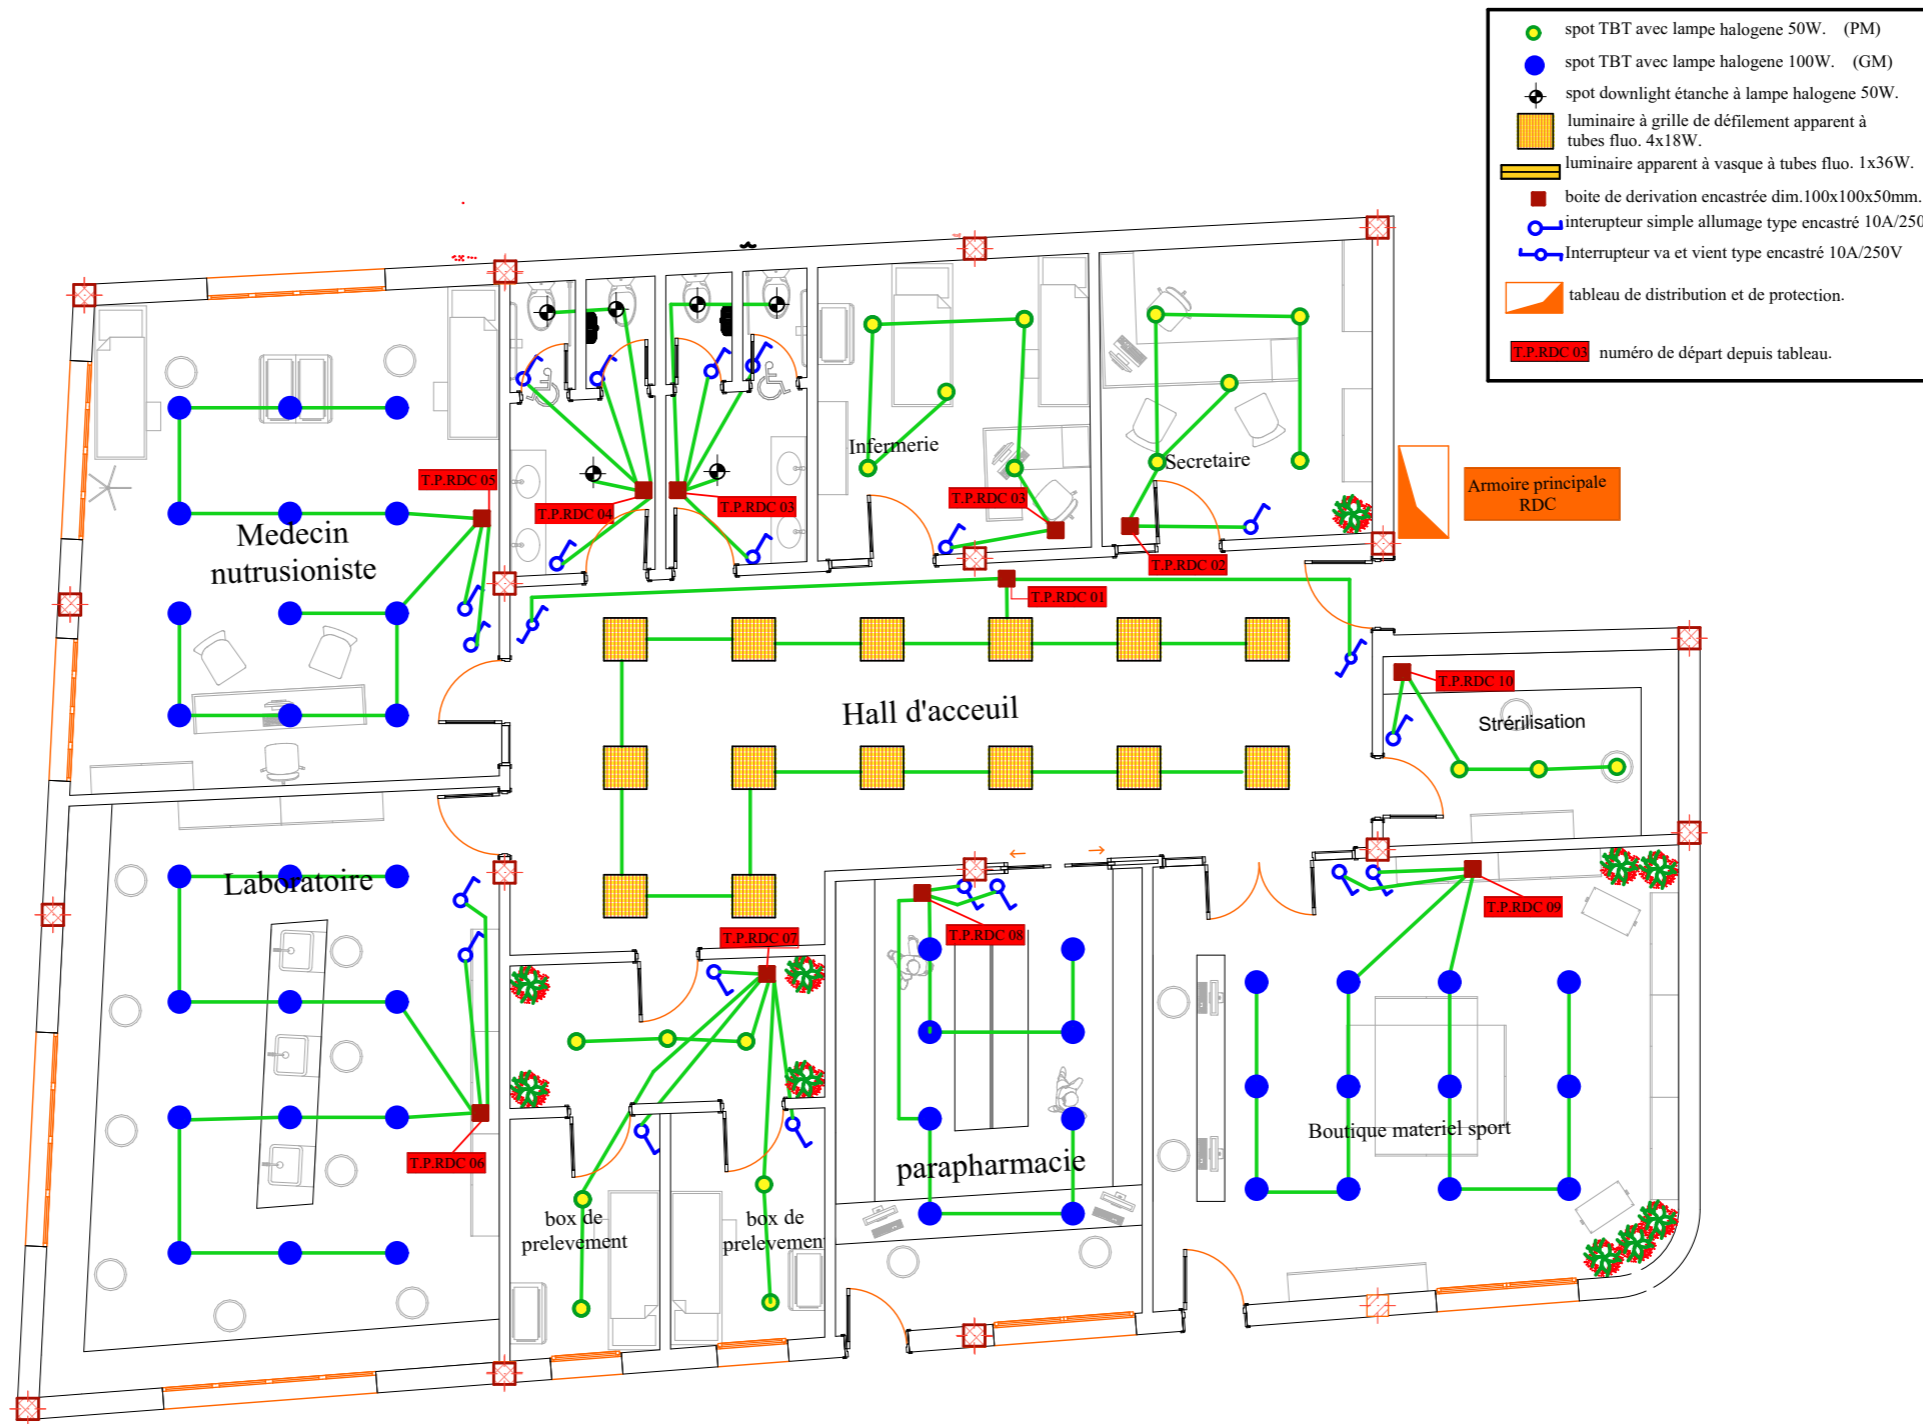 spot TBT avec lampe halogene 50W. (PM)
spot TBT avec lampe halogene 100W. (GM)
spot downlight étanche à lampe halogene 50W.
luminaire à grille de défilement apparent à
tubes fluo. 4x18W.
luminaire apparent à vasque à tubes fluo. 1x36W.
boite de derivation encastrée dim.100x100x50mm.
interupteur simple allumage type encastré 10A/250
Interrupteur va et vient type encastré 10A/250V
tableau de distribution et de protection.
T.P.RDC 03 numéro de départ depuis tableau.
Infermerie
Secretaire
T.P.RDC 05
T.P.RDC 04
T.P.RDC 03
T.P.RDC 03
Armoire principale
RDC
Medecin
nutrusioniste
T.P.RDC 02
T.P.RDC 01
T.P.RDC 10
Hall d'acceuil
Strérilisation
Laboratoire
T.P.RDC 07
T.P.RDC 08
T.P.RDC 09
T.P.RDC 06
parapharmacie
Boutique materiel sport
box de
prelevement
box de
prelevement